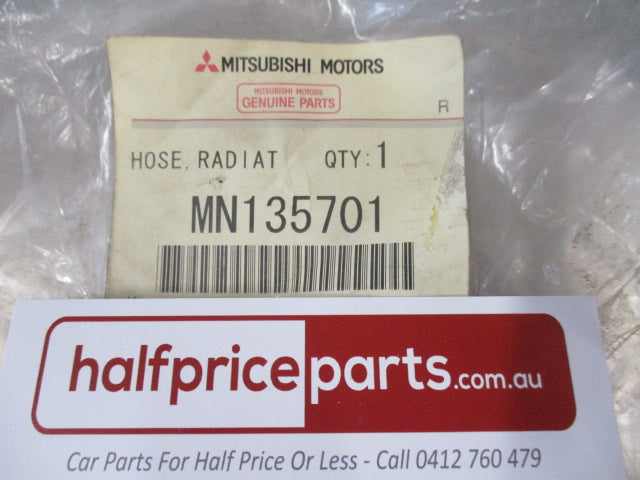 MITSUBISHI MOTORS
MITSUBISHI MOTORS
GENUINE PARTS
R
HOSE, RADIAT QTY:1
MN135701
halfpriceparts.com.au
Car Parts For Half Price Or Less - Call 0412 760 479